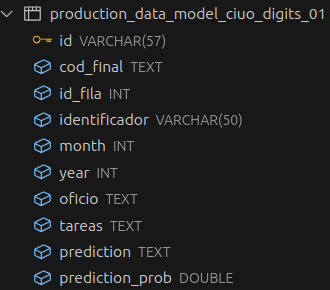 production_data_model_ciuo_digits_01
id VARCHAR(57)
cod_final TEXT
id_fila INT
identificador VARCHAR(50)
month INT
year INT
oficio TEXT
tareas TEXT
prediction TEXT
prediction_prob DOUBLE